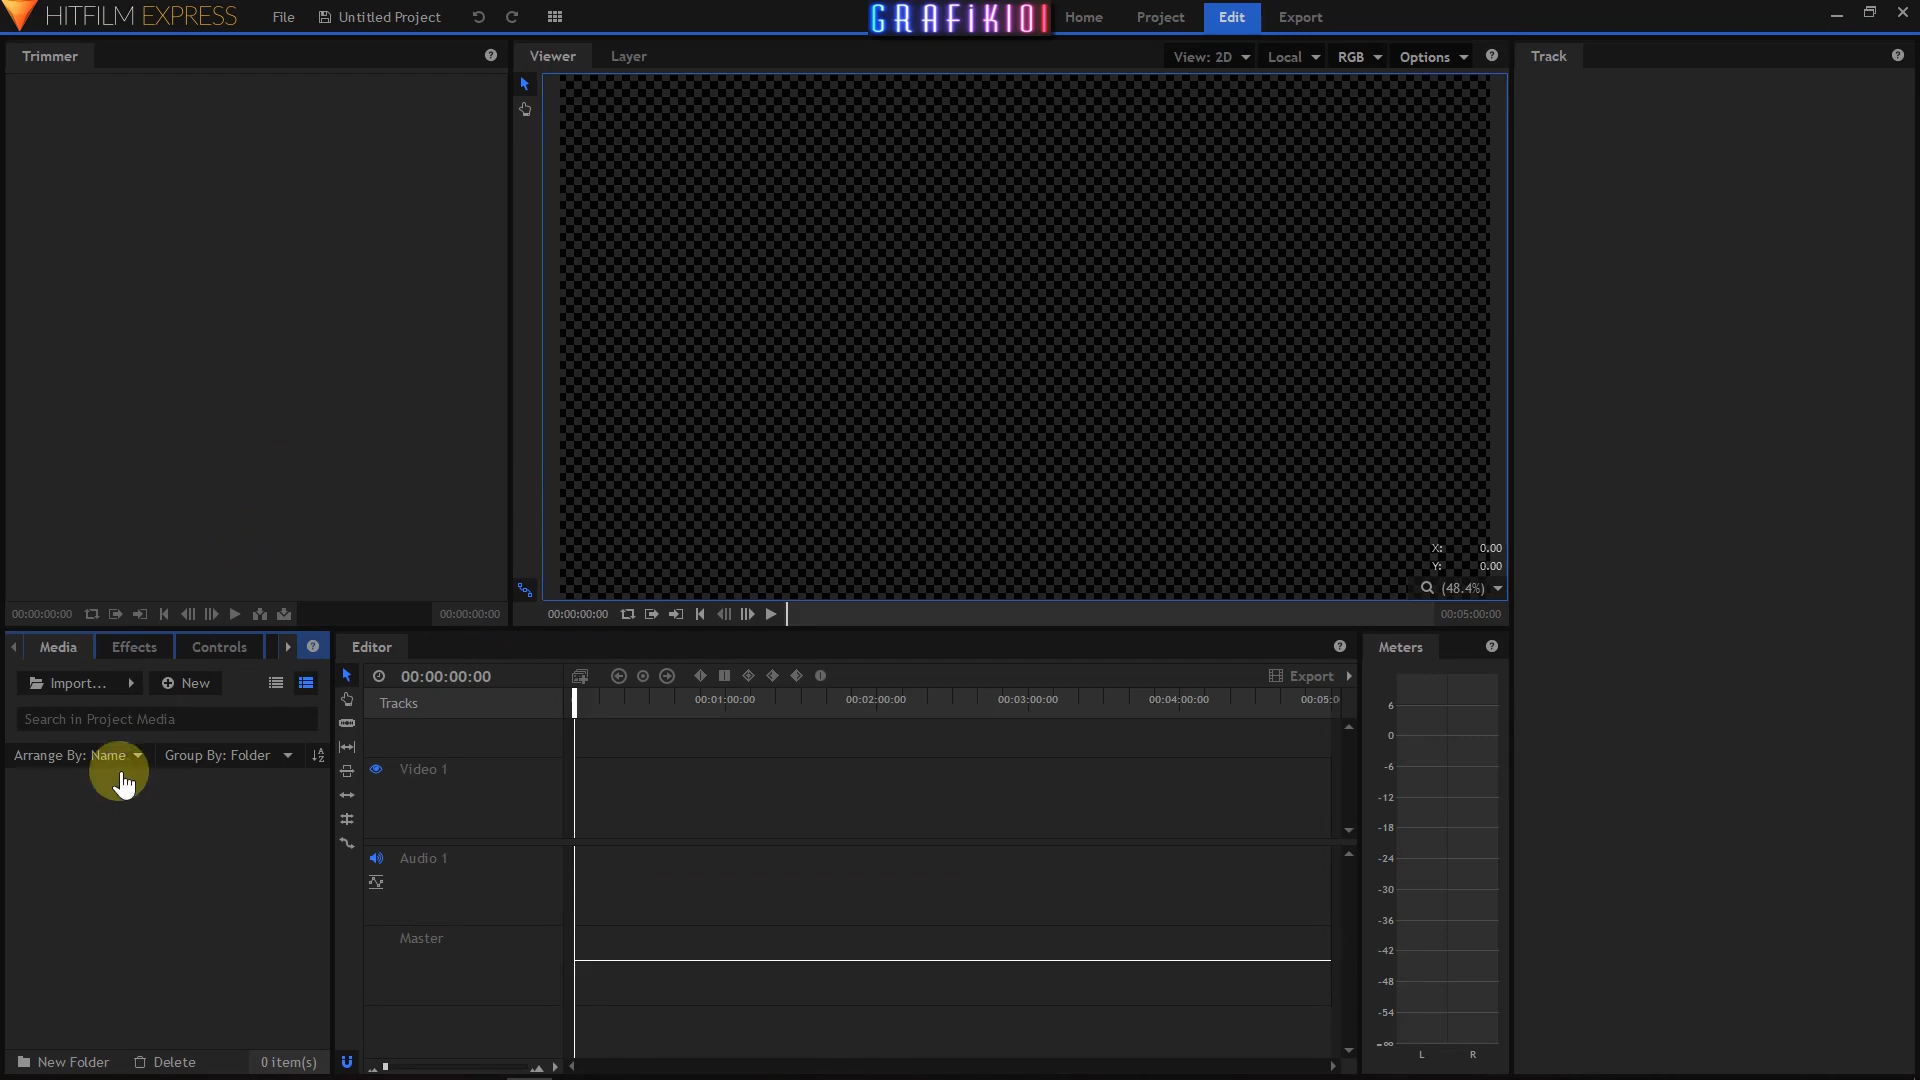 HITFILM EXPRESS
File
Untitled Project
GRAFiK101
Home
Project
Edit
Export
Trimmer
Viewer
Layer
View: 2D
Local
RGB
Options
Track
X: 0.00
Y: 0.00
(48.4%)
00:00:00:00
00:00:00:00
00:00:00:00
00:05:00:00
Media
Effects
Controls
Editor
Meters
Import...
New
00:00:00:00
Export
Search in Project Media
Tracks
00:01:00:00
00:02:00:00
00:03:00:00
00:04:00:00
00:05:0
Arrange By: Name
Group By: Folder
Video 1
Audio 1
Master
6
0
-6
-12
-18
-24
-30
-36
-42
-48
-54
-∞
L
R
New Folder
Delete
0 item(s)